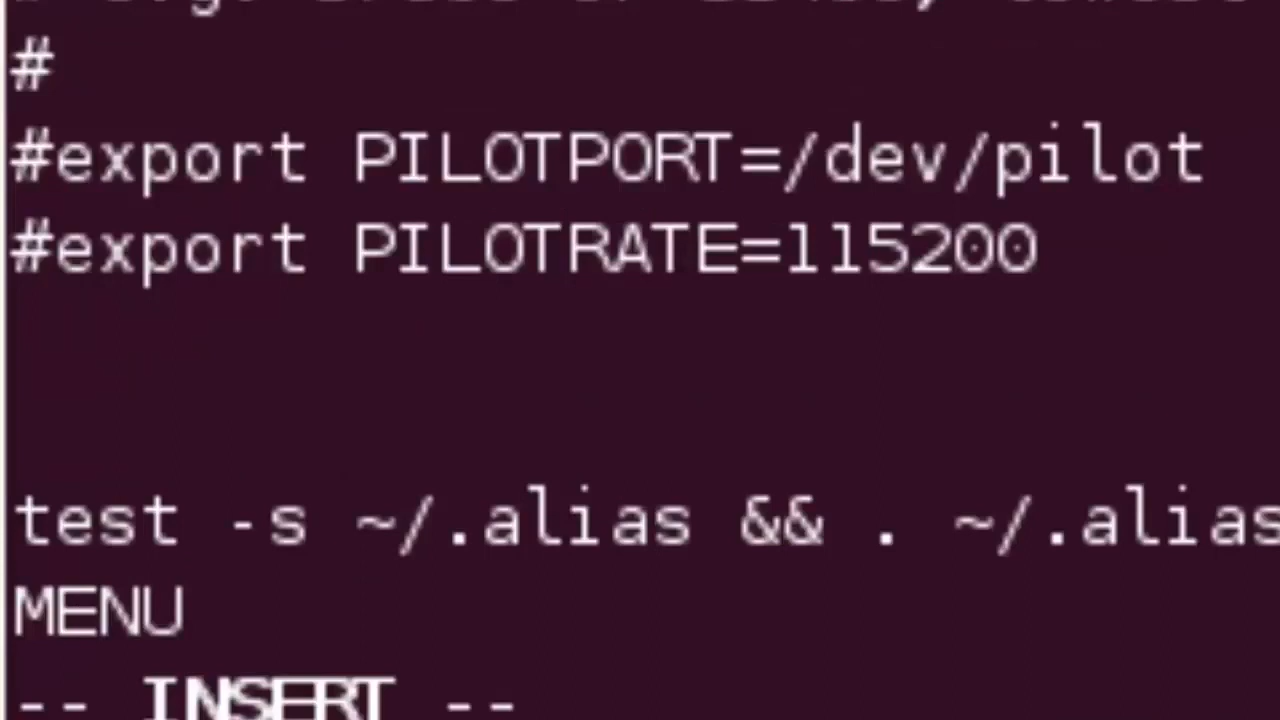 #
#export PILOTPORT=/dev/pilot
#export PILOTRATE=115200
test -s ~/.alias && . ~/.alias
MENU
-- INSERT --